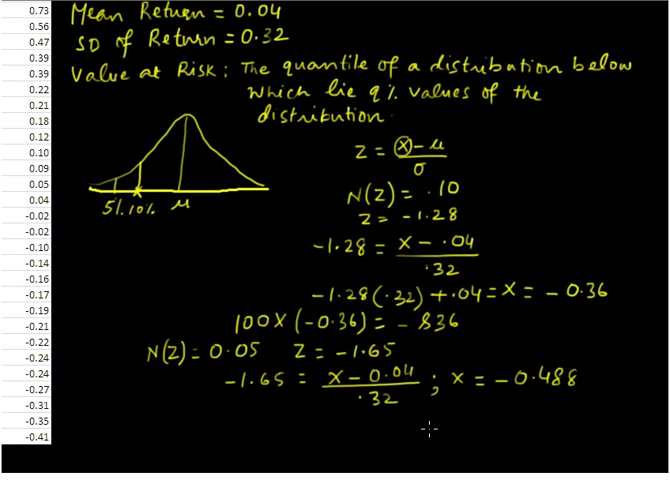 0.73
0.56
0.47
0.39
0.39
0.22
0.21
0.18
0.12
0.10
0.09
0.05
0.04
-0.02
-0.02
-0.10
-0.14
-0.16
-0.17
-0.19
-0.21
-0.22
-0.24
-0.24
-0.27
-0.31
-0.35
-0.41
Mean Return = 0.04
SD of Return = 0.32
Value at Risk : The quantile of a distribution below
which lie q % values of the
distribution.
5% 10% μ
Z = (x) - μ
σ
N(Z) = .10
Z = -1.28
-1.28 = x - .04
.32
-1.28(.32) + .04 = x = - 0.36
100 X (-0.36) = - $36
N(Z) = 0.05 Z = -1.65
-1.65 = x - 0.04 ; x = - 0.488
.32